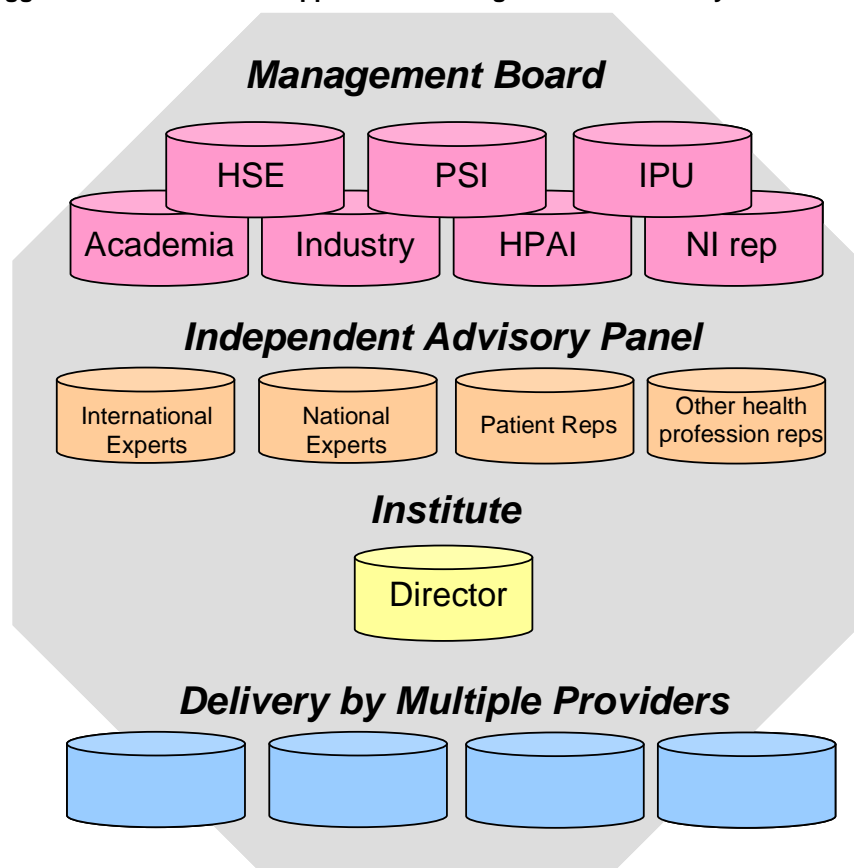 Management Board
HSE PSI IPU
Academia Industry HPAI NI rep
Independent Advisory Panel
International
Experts
National
Experts
Patient Reps
Other health
profession reps
Institute
Director
Delivery by Multiple Providers